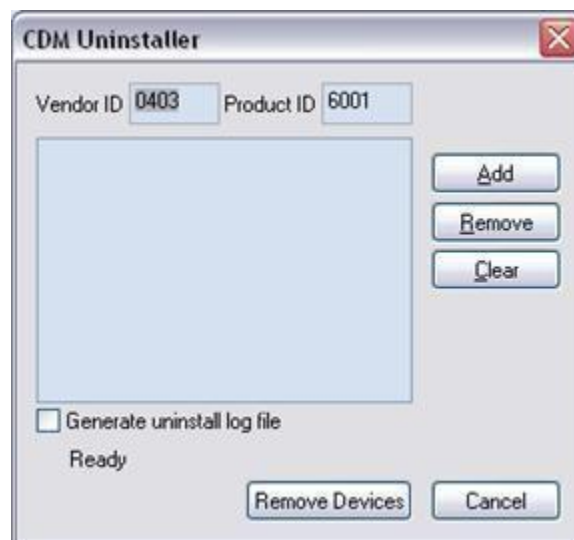 CDM Uninstaller
Vendor ID 0403 Product ID 6001
Add
Remove
Clear
Generate uninstall log file
Ready
Remove Devices Cancel